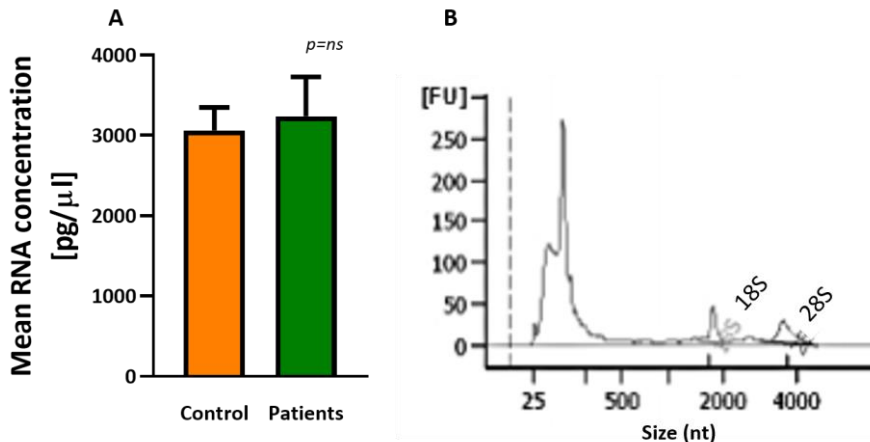 A
p=ns
Mean RNA concentration
[pg/μl]
4000
3000
2000
1000
0
Control
Patients
B
[FU]
250
200
150
100
50
0
18S
28S
25
500
2000
4000
Size (nt)